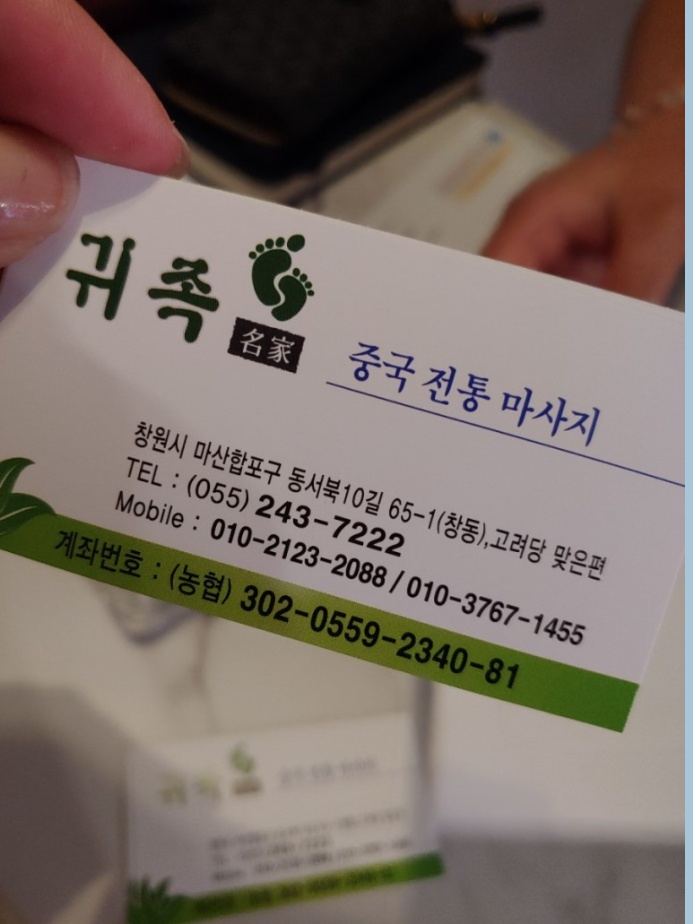 귀족
名家
중국 전통 마사지
창원시 마산합포구 동서북10길 65-1(창동),고려당 맞은편
TEL : (055) 243-7222
Mobile : 010-2123-2088 / 010-3767-1455
계좌번호 : (농협) 302-0559-2340-81